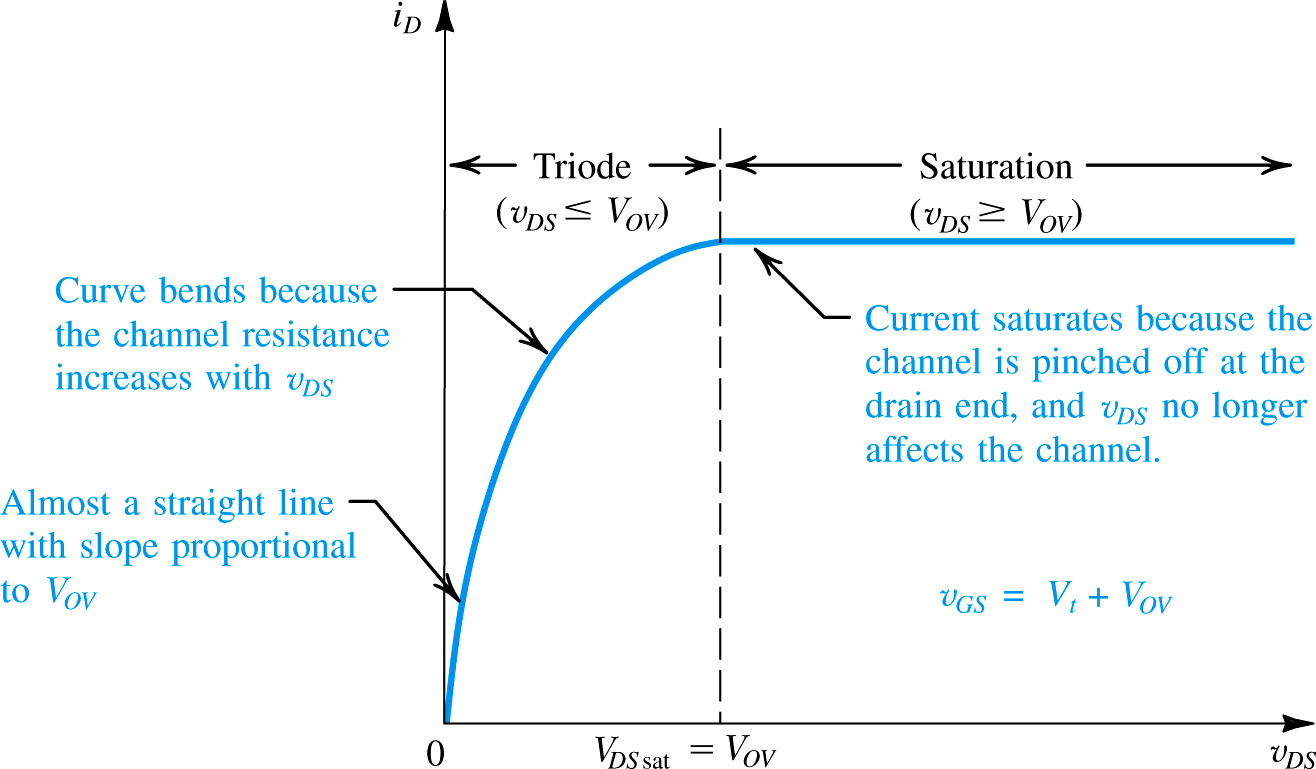 i_D
Triode
(v_DS ≤ V_OV)
Saturation
(v_DS ≥ V_OV)
Curve bends because
the channel resistance
increases with v_DS
Current saturates because the
channel is pinched off at the
drain end, and v_DS no longer
affects the channel.
Almost a straight line
with slope proportional
to V_OV
v_GS = V_t + V_OV
0
V_DS sat = V_OV
v_DS